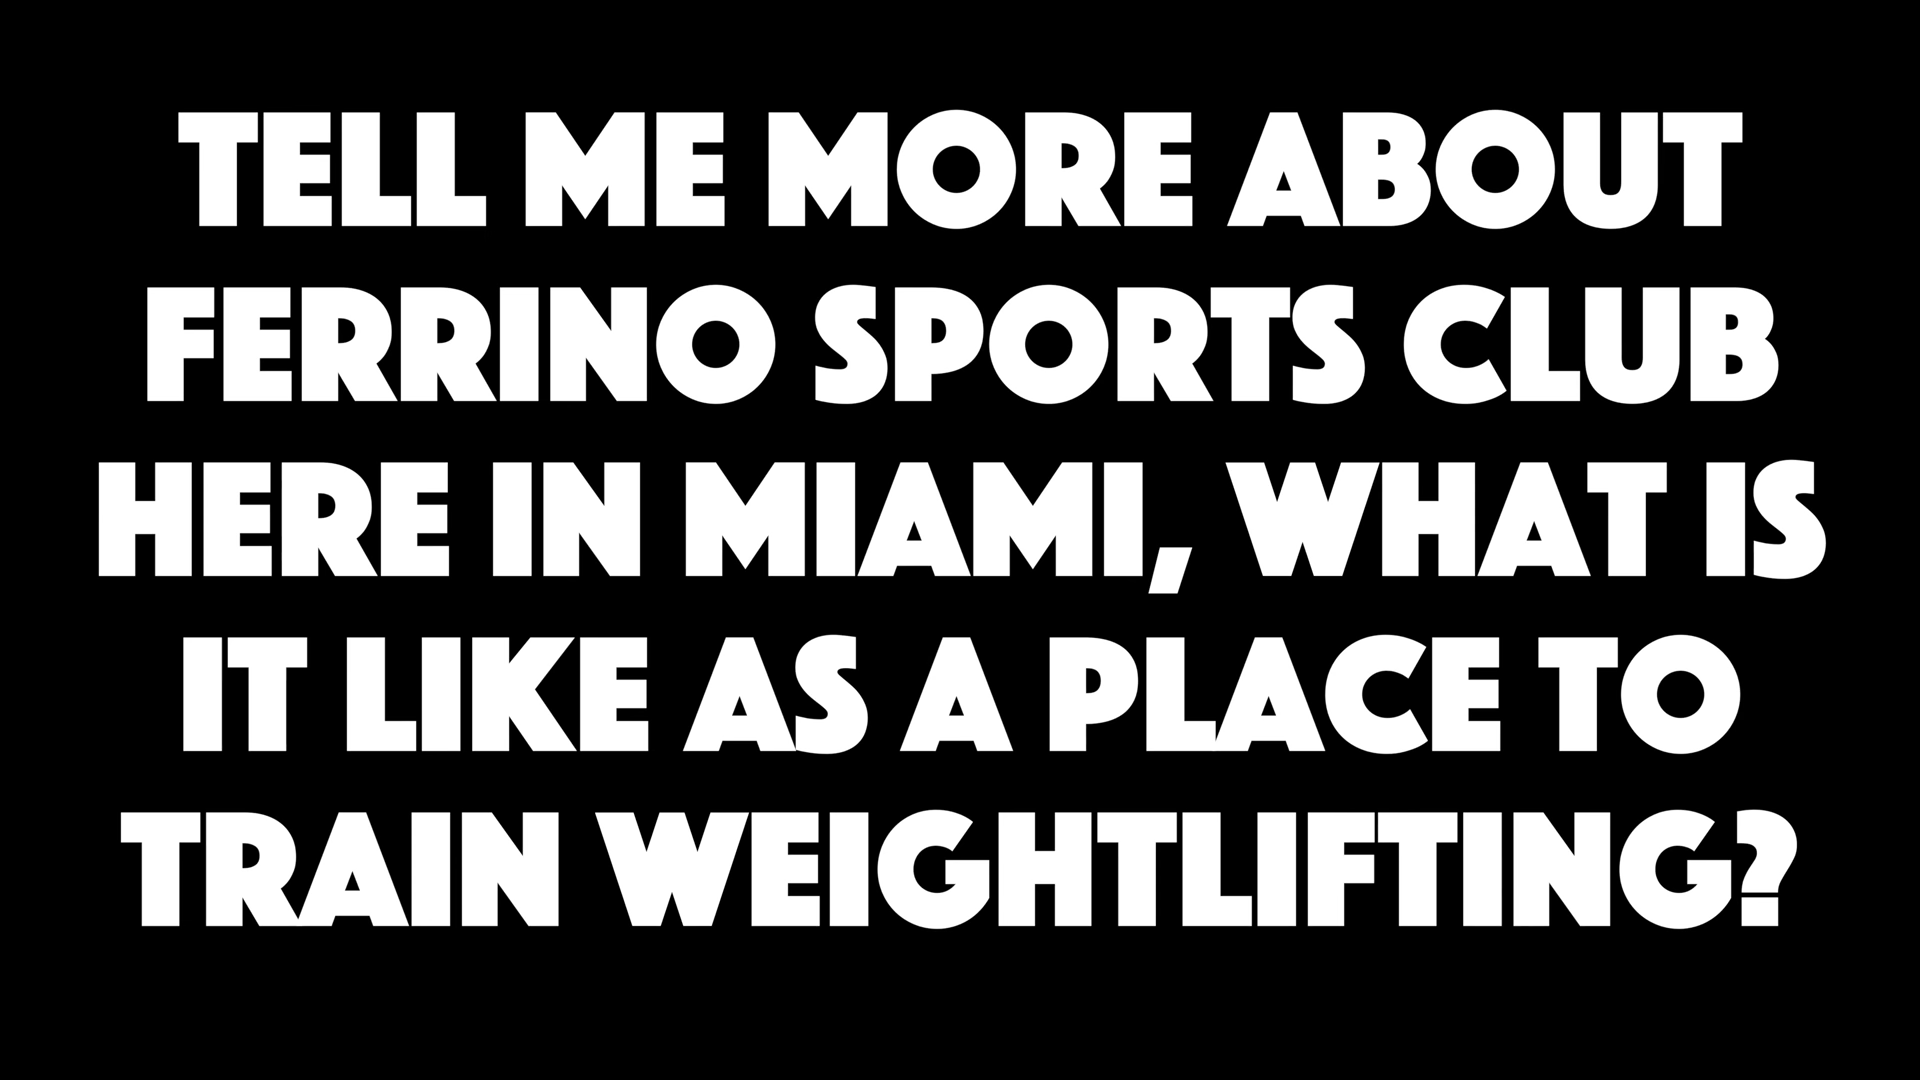 TELL ME MORE ABOUT
FERRINO SPORTS CLUB
HERE IN MIAMI, WHAT IS
IT LIKE AS A PLACE TO
TRAIN WEIGHTLIFTING?